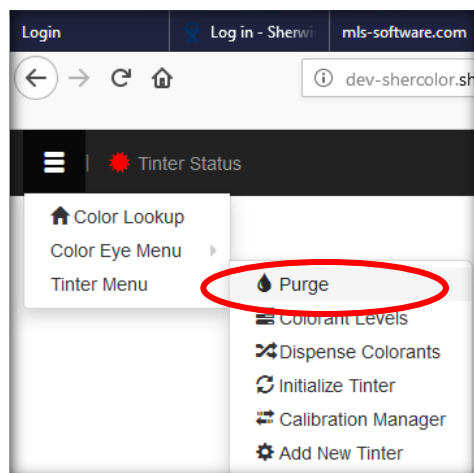 Login
Log in - Sherwi
mls-software.com
dev-shercolor.sh
Tinter Status
Color Lookup
Color Eye Menu
Tinter Menu
Purge
Colorant Levels
Dispense Colorants
Initialize Tinter
Calibration Manager
Add New Tinter